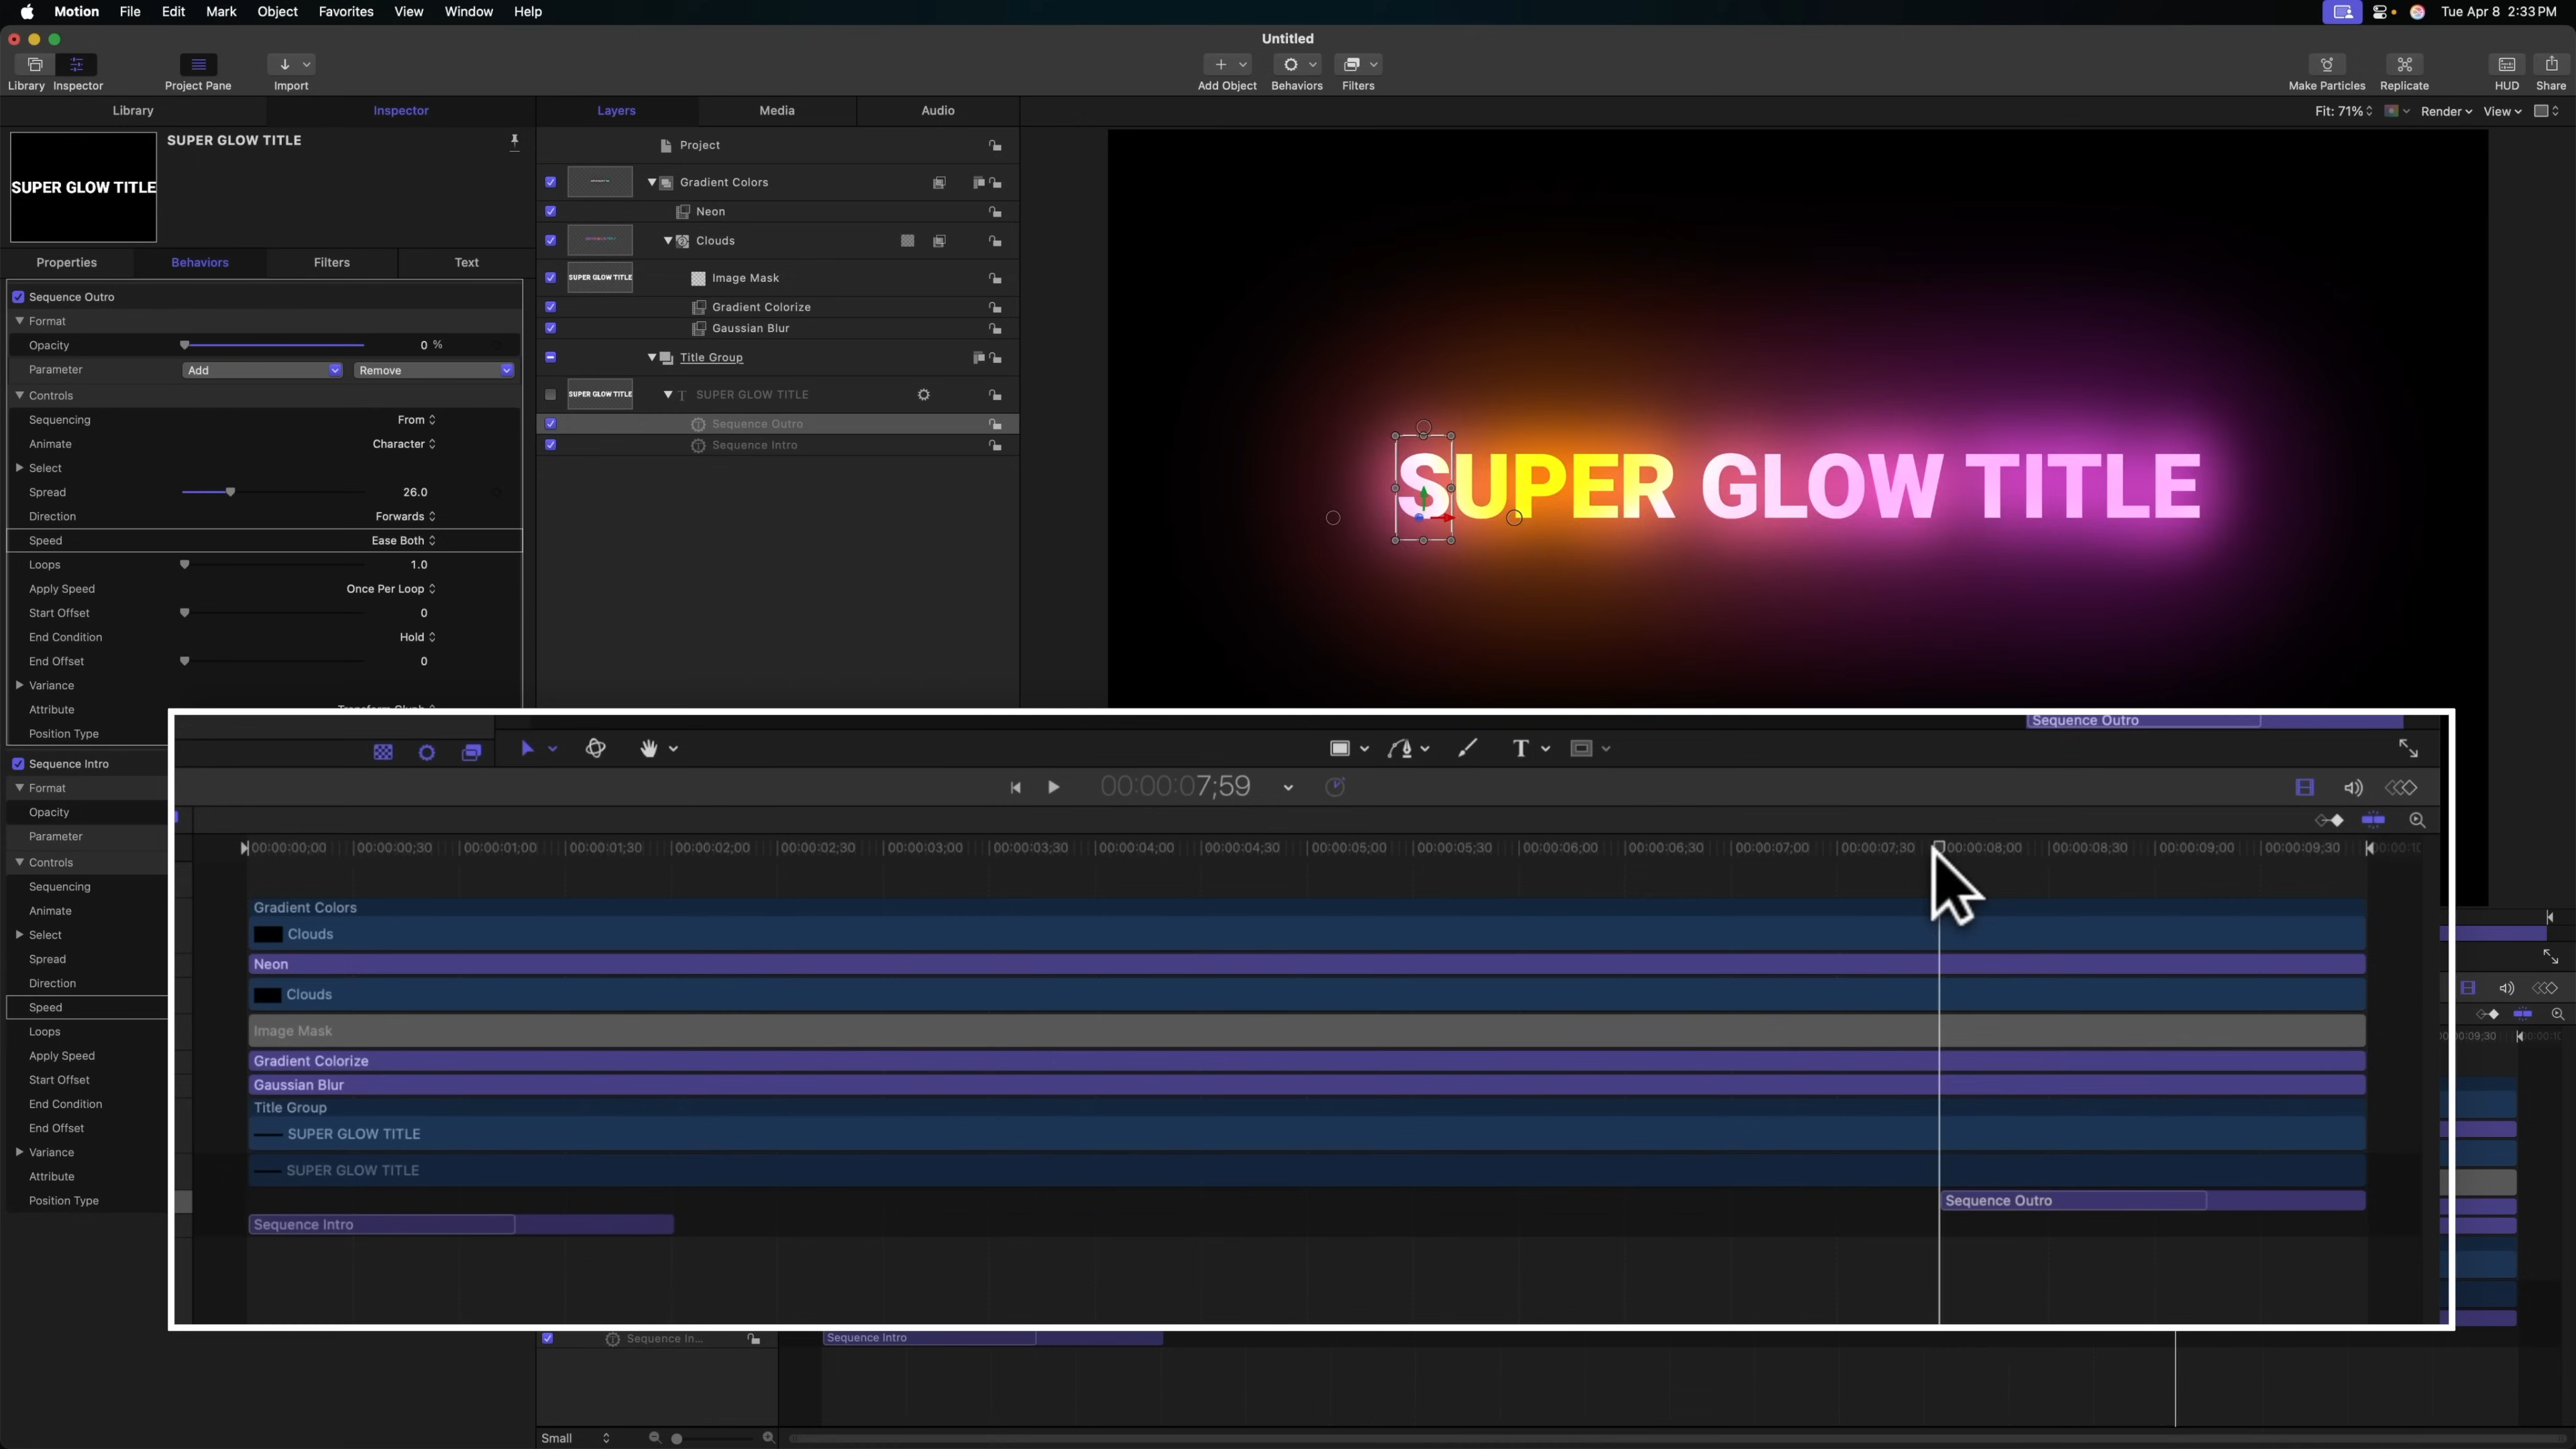 Motion File Edit Mark Object Favorites View Window Help Tue Apr 8 2:33 PM
Untitled
Library Inspector Project Pane Import Add Object Behaviors Filters Make Particles Replicate HUD Share
Library Inspector Layers Media Audio Fit: 71% Render View
SUPER GLOW TITLE
SUPER GLOW TITLE
Properties Behaviors Filters Text
Sequence Outro
Format
Opacity 0 %
Parameter Add Remove
Controls
Sequencing From
Animate Character
Select
Spread 26.0
Direction Forwards
Speed Ease Both
Loops 1.0
Apply Speed Once Per Loop
Start Offset 0
End Condition Hold
End Offset 0
Variance
Attribute Transform Glyph
Position Type
Sequence Intro
Format
Opacity
Parameter
Controls
Sequencing
Animate
Select
Spread
Direction
Speed
Loops
Apply Speed
Start Offset
End Condition
End Offset
Variance
Attribute
Position Type
Project
Gradient Colors
Neon
Clouds
SUPER GLOW TITLE Image Mask
Gradient Colorize
Gaussian Blur
Title Group
SUPER GLOW TITLE T SUPER GLOW TITLE
Sequence Outro
Sequence Intro
SUPER GLOW TITLE
Sequence Outro
00:00:07;59
00:00:00;00 00:00:00;30 00:00:01;00 00:00:01;30 00:00:02;00 00:00:02;30 00:00:03;00 00:00:03;30 00:00:04;00 00:00:04;30 00:00:05;00 00:00:05;30 00:00:06;00 00:00:06;30 00:00:07;00 00:00:07;30 00:00:08;00 00:00:08;30 00:00:09;00 00:00:09;30
Gradient Colors
Clouds
Neon
Clouds
Image Mask
Gradient Colorize
Gaussian Blur
Title Group
SUPER GLOW TITLE
SUPER GLOW TITLE
Sequence Outro
Sequence Intro
Sequence In... Sequence Intro
Small